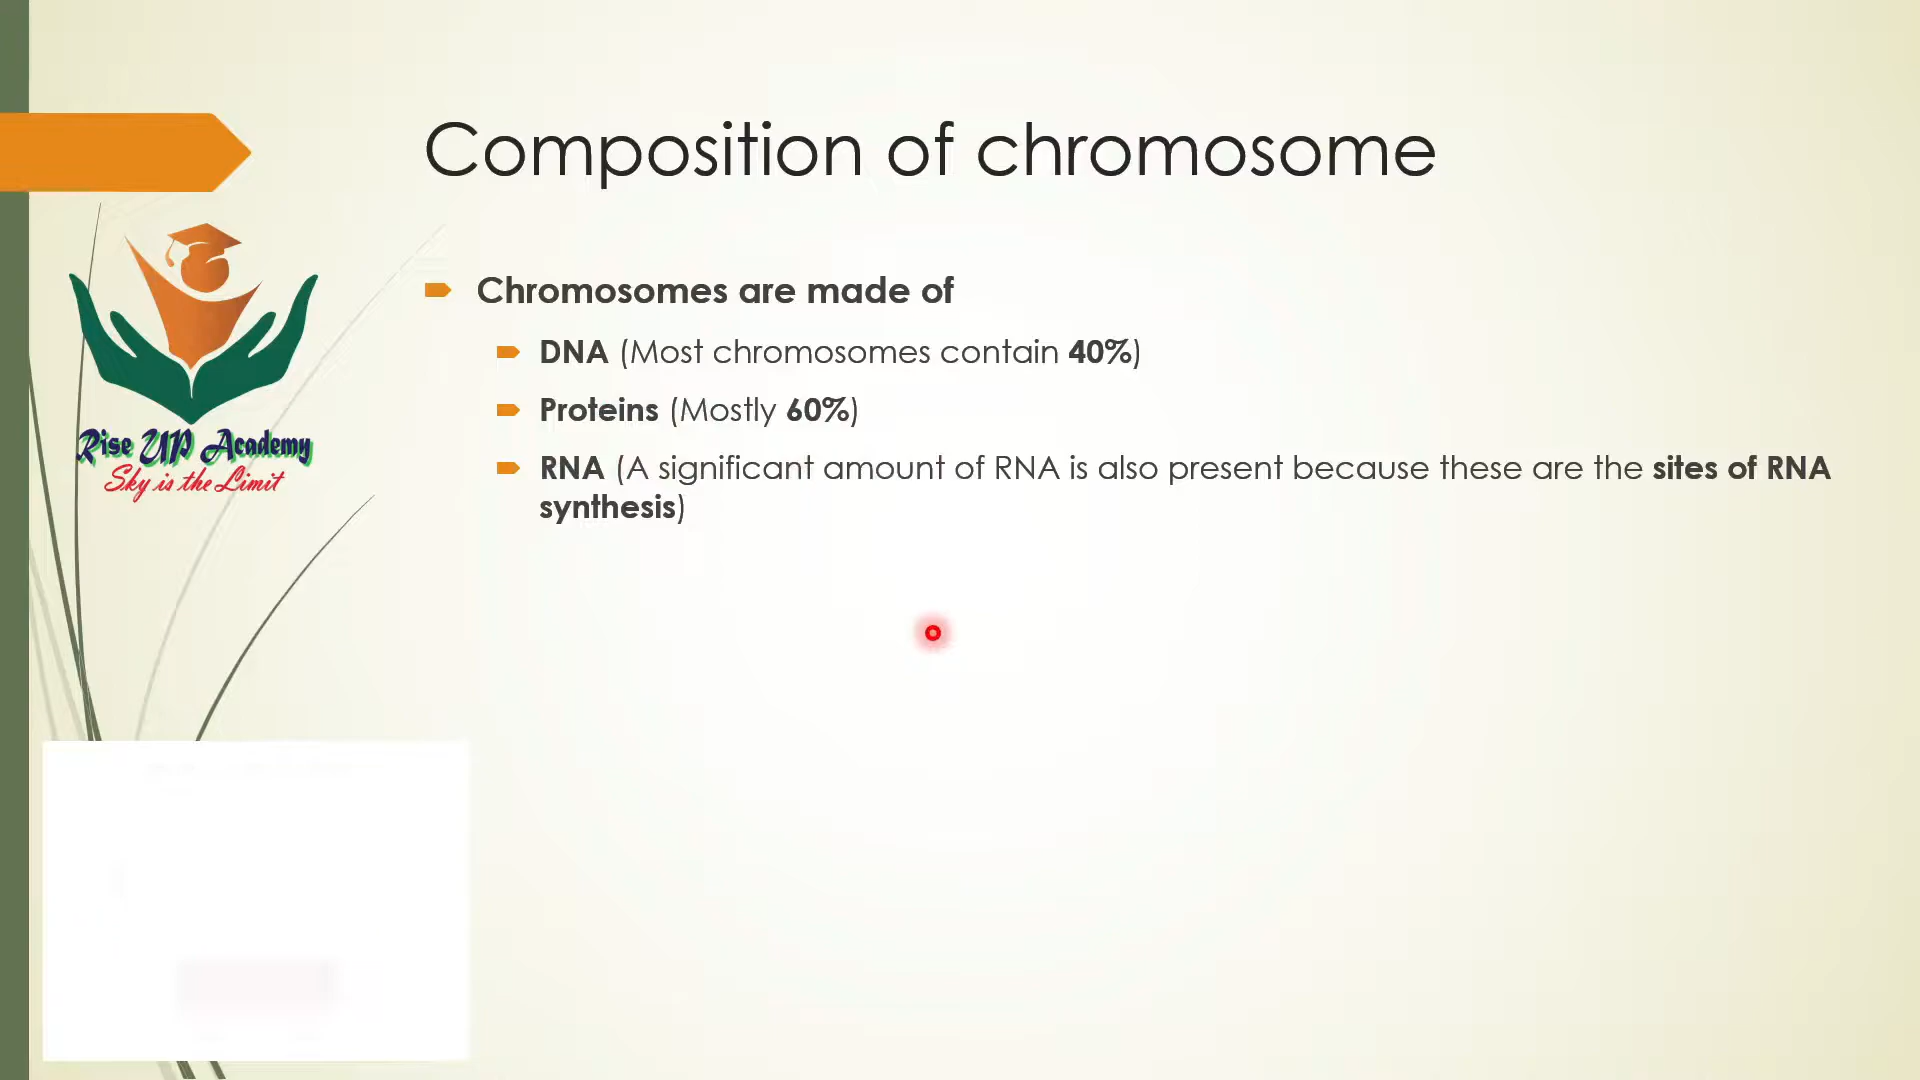 Composition of chromosome
Rise UP Academy
Sky is the Limit
Chromosomes are made of
DNA (Most chromosomes contain 40%)
Proteins (Mostly 60%)
RNA (A significant amount of RNA is also present because these are the sites of RNA
synthesis)